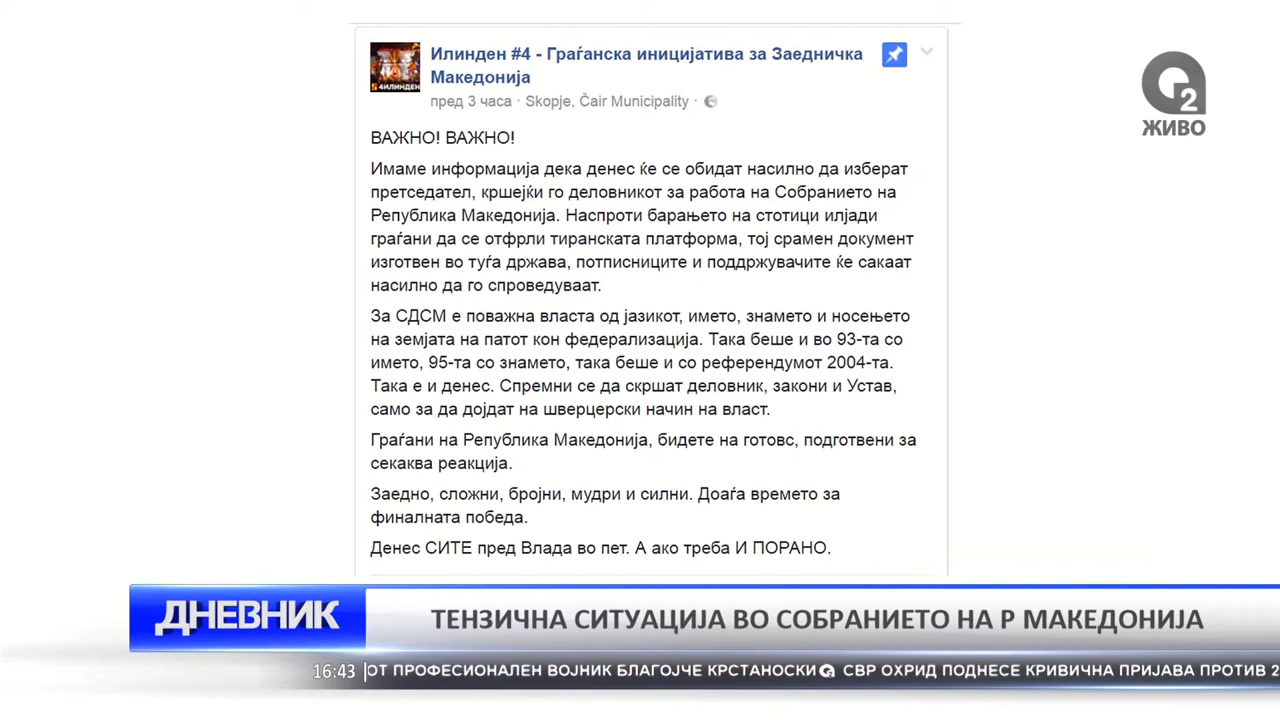 Илинден #4 - Граѓанска иницијатива за Заедничка
Македонија
пред 3 часа · Skopje, Čair Municipality ·
4ИЛИНДЕН
2
ЖИВО
ВАЖНО! ВАЖНО!
Имаме информација дека денес ќе се обидат насилно да изберат
претседател, кршејќи го деловникот за работа на Собранието на
Република Македонија. Наспроти барањето на стотици илјади
граѓани да се отфрли тиранската платформа, тој срамен документ
изготвен во туѓа држава, потписниците и поддржувачите ќе сакаат
насилно да го спроведуваат.
За СДСМ е поважна власта од јазикот, името, знамето и носењето
на земјата на патот кон федерализација. Така беше и во 93-та со
името, 95-та со знамето, така беше и со референдумот 2004-та.
Така е и денес. Спремни се да скршат деловник, закони и Устав,
само за да дојдат на шверцерски начин на власт.
Граѓани на Република Македонија, бидете на готовс, подготвени за
секаква реакција.
Заедно, сложни, бројни, мудри и силни. Доаѓа времето за
финалната победа.
Денес СИТЕ пред Влада во пет. А ако треба И ПОРАНО.
ДНЕВНИК
ТЕНЗИЧНА СИТУАЦИЈА ВО СОБРАНИЕТО НА Р МАКЕДОНИЈА
16:43 ОТ ПРОФЕСИОНАЛЕН ВОЈНИК БЛАГОЈЧЕ КРСТАНОСКИ СВР ОХРИД ПОДНЕСЕ КРИВИЧНА ПРИЈАВА ПРОТИВ 2